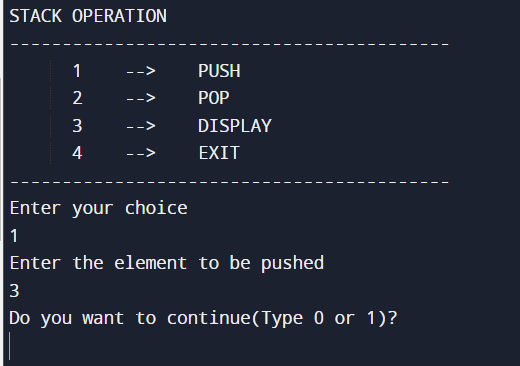 STACK OPERATION
------------------------------------------
1 --> PUSH
2 --> POP
3 --> DISPLAY
4 --> EXIT
------------------------------------------
Enter your choice
1
Enter the element to be pushed
3
Do you want to continue(Type 0 or 1)?